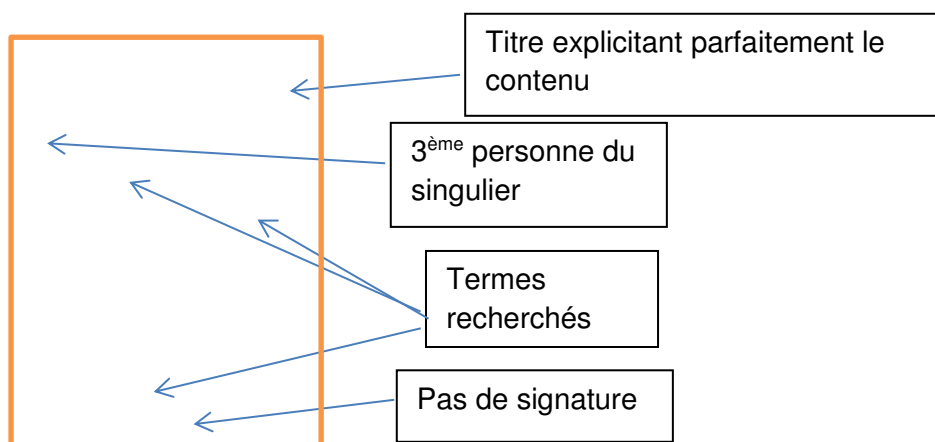 Titre explicitant parfaitement le
contenu
3ème personne du
singulier
Termes
recherchés
Pas de signature